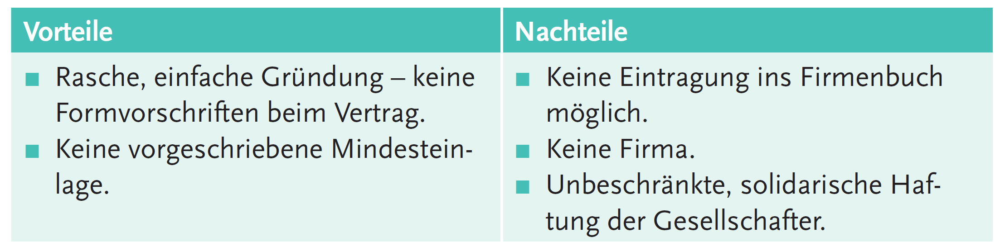 Vorteile
Rasche, einfache Gründung – keine
Formvorschriften beim Vertrag.
Keine vorgeschriebene Mindestein-
lage.
Nachteile
Keine Eintragung ins Firmenbuch
möglich.
Keine Firma.
Unbeschränkte, solidarische Haf-
tung der Gesellschafter.